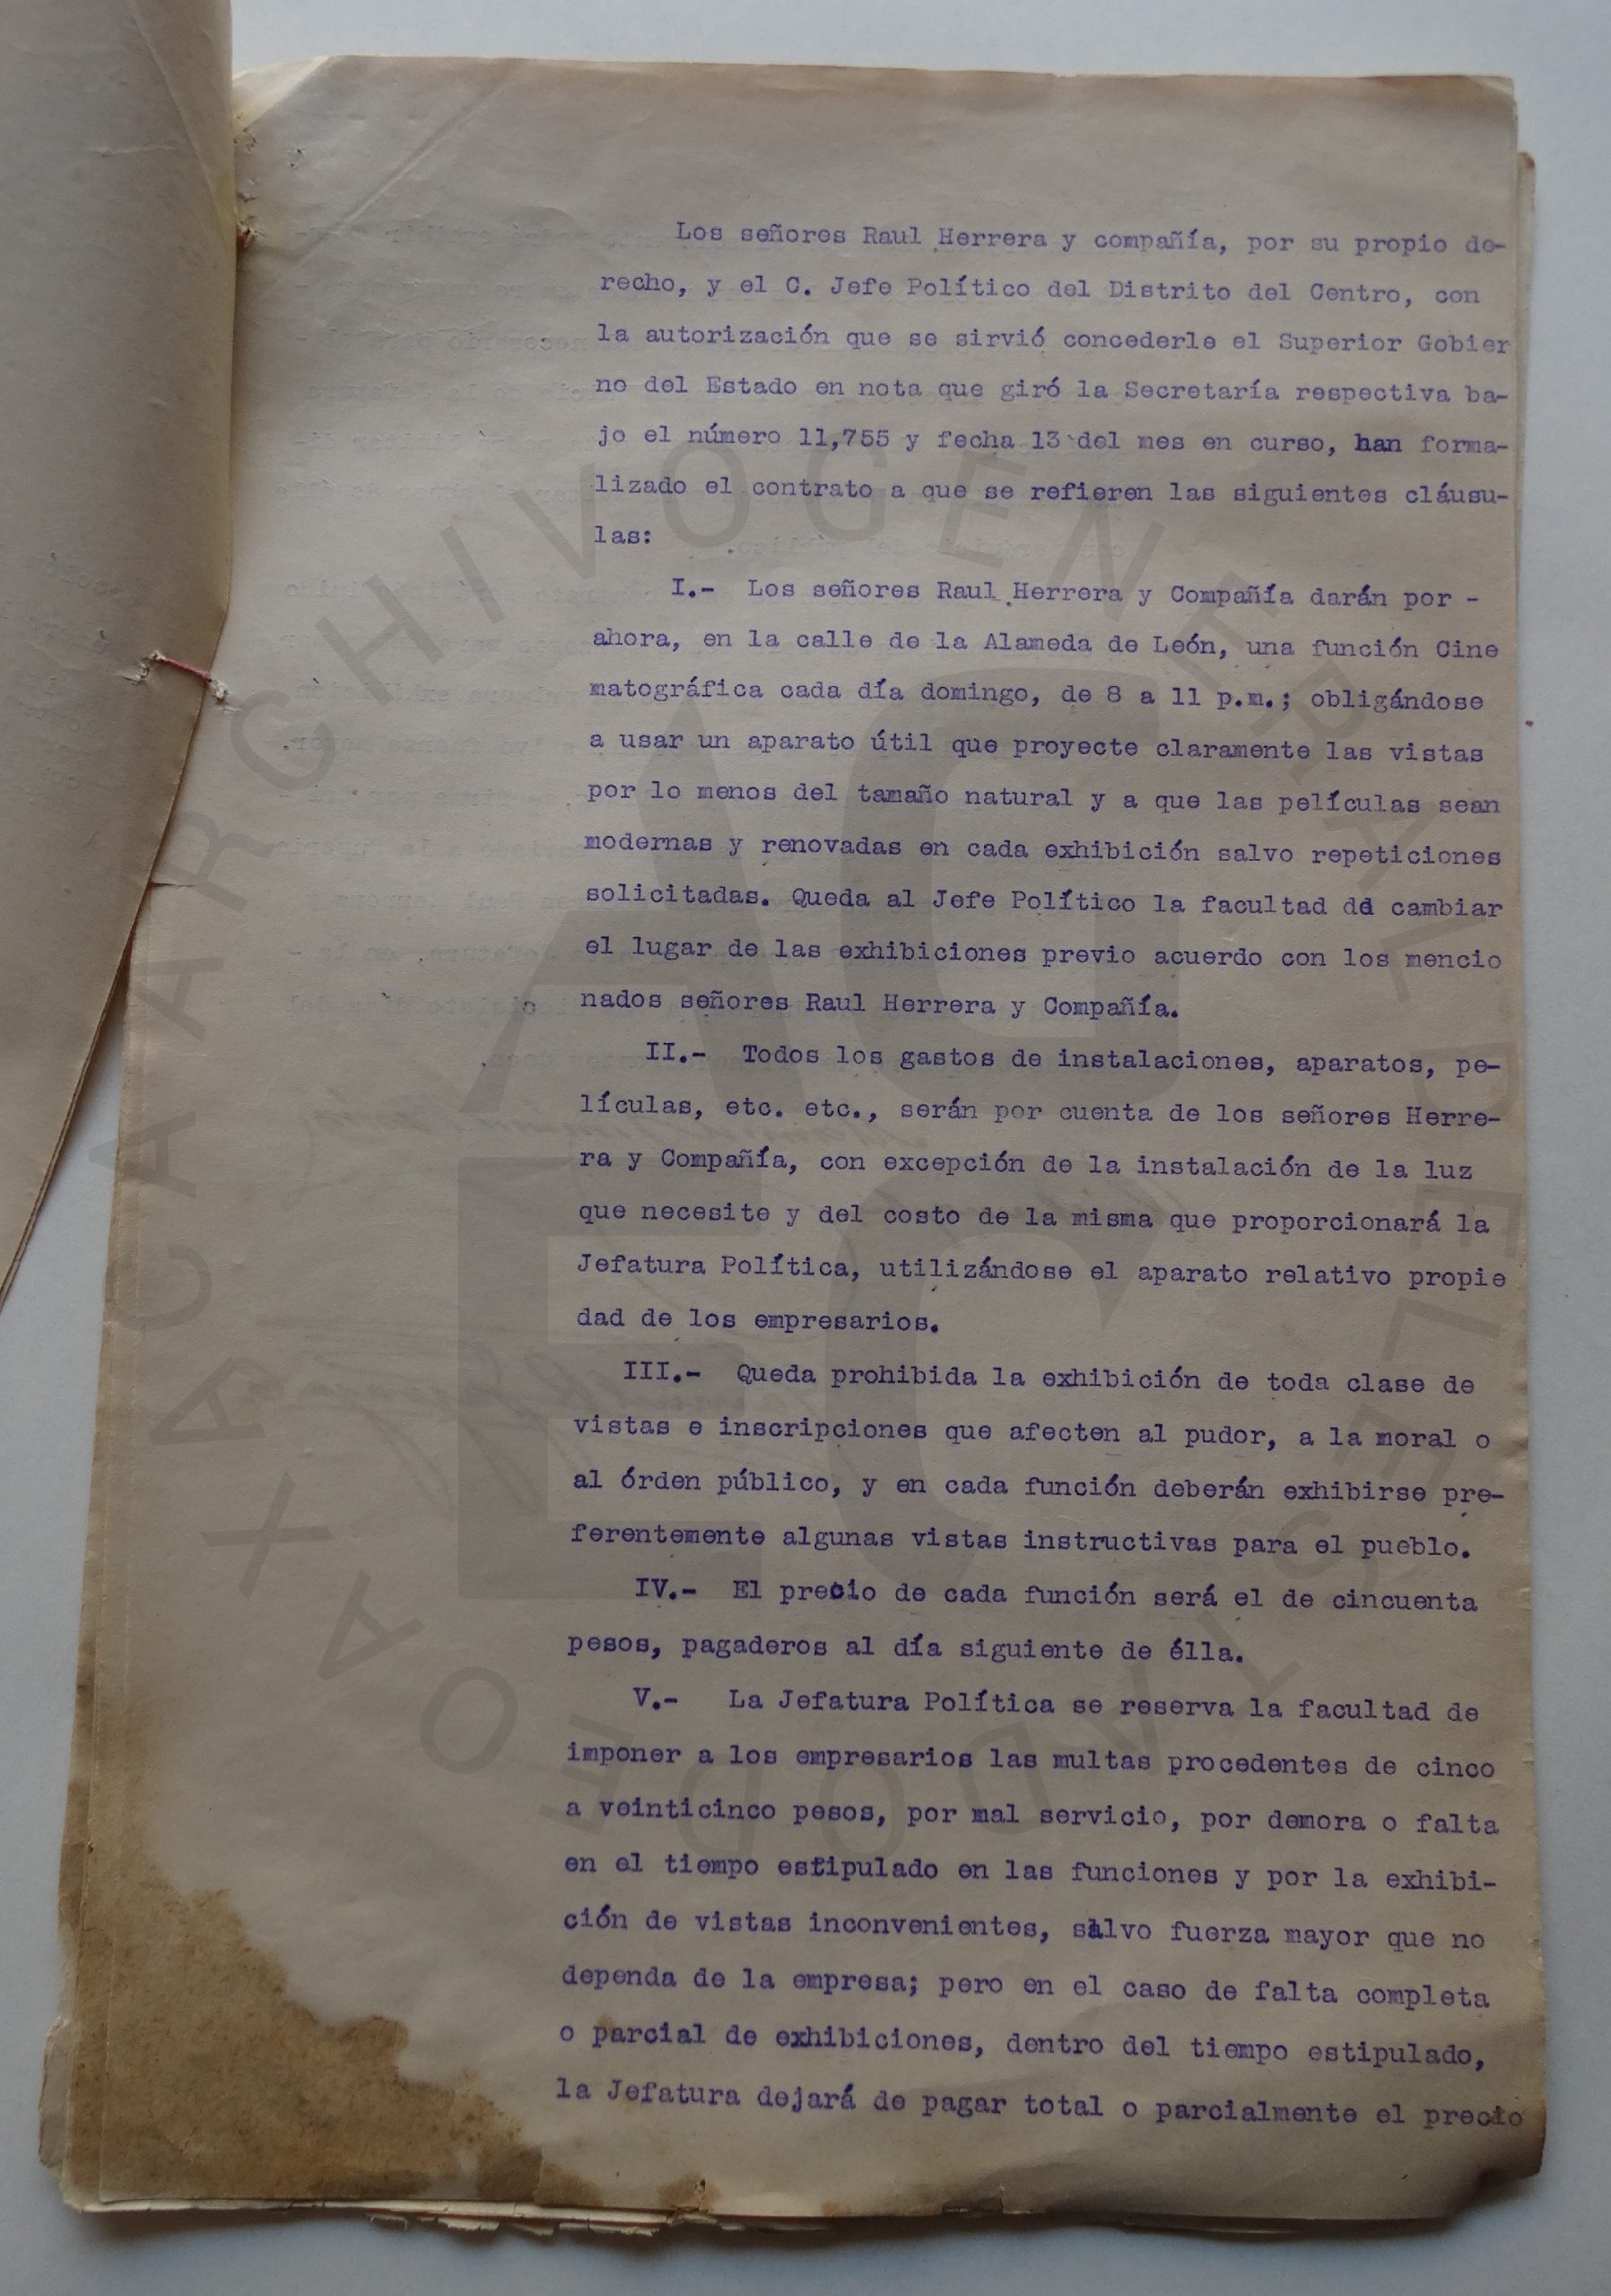 Los señores Raul Herrera y compañía, por su propio de-
recho, y el C. Jefe Político del Distrito del Centro, con
la autorización que se sirvió concederle el Superior Gobier
no del Estado en nota que giró la Secretaría respectiva ba-
jo el número 11,755 y fecha 13 del mes en curso, han forma-
lizado el contrato a que se refieren las siguientes cláusu-
las:
I.- Los señores Raul Herrera y Compañía darán por -
ahora, en la calle de la Alameda de León, una función Cine
matográfica cada día domingo, de 8 a 11 p.m.; obligándose
a usar un aparato útil que proyecte claramente las vistas
por lo menos del tamaño natural y a que las películas sean
modernas y renovadas en cada exhibición salvo repeticiones
solicitadas. Queda al Jefe Político la facultad dd cambiar
el lugar de las exhibiciones previo acuerdo con los mencio
nados señores Raul Herrera y Compañía.
II.- Todos los gastos de instalaciones, aparatos, pe-
lículas, etc. etc., serán por cuenta de los señores Herre-
ra y Compañía, con excepción de la instalación de la luz
que necesite y del costo de la misma que proporcionará la
Jefatura Política, utilizándose el aparato relativo propie
dad de los empresarios.
III.- Queda prohibida la exhibición de toda clase de
vistas e inscripciones que afecten al pudor, a la moral o
al órden público, y en cada función deberán exhibirse pre-
ferentemente algunas vistas instructivas para el pueblo.
IV.- El precio de cada función será el de cincuenta
pesos, pagaderos al día siguiente de élla.
V.- La Jefatura Política se reserva la facultad de
imponer a los empresarios las multas procedentes de cinco
a veinticinco pesos, por mal servicio, por demora o falta
en el tiempo estipulado en las funciones y por la exhibi-
ción de vistas inconvenientes, salvo fuerza mayor que no
dependa de la empresa; pero en el caso de falta completa
o parcial de exhibiciones, dentro del tiempo estipulado,
la Jefatura dejará de pagar total o parcialmente el precio
ARCHIVO GENERAL DEL ESTADO DE OAXACA
AGEO